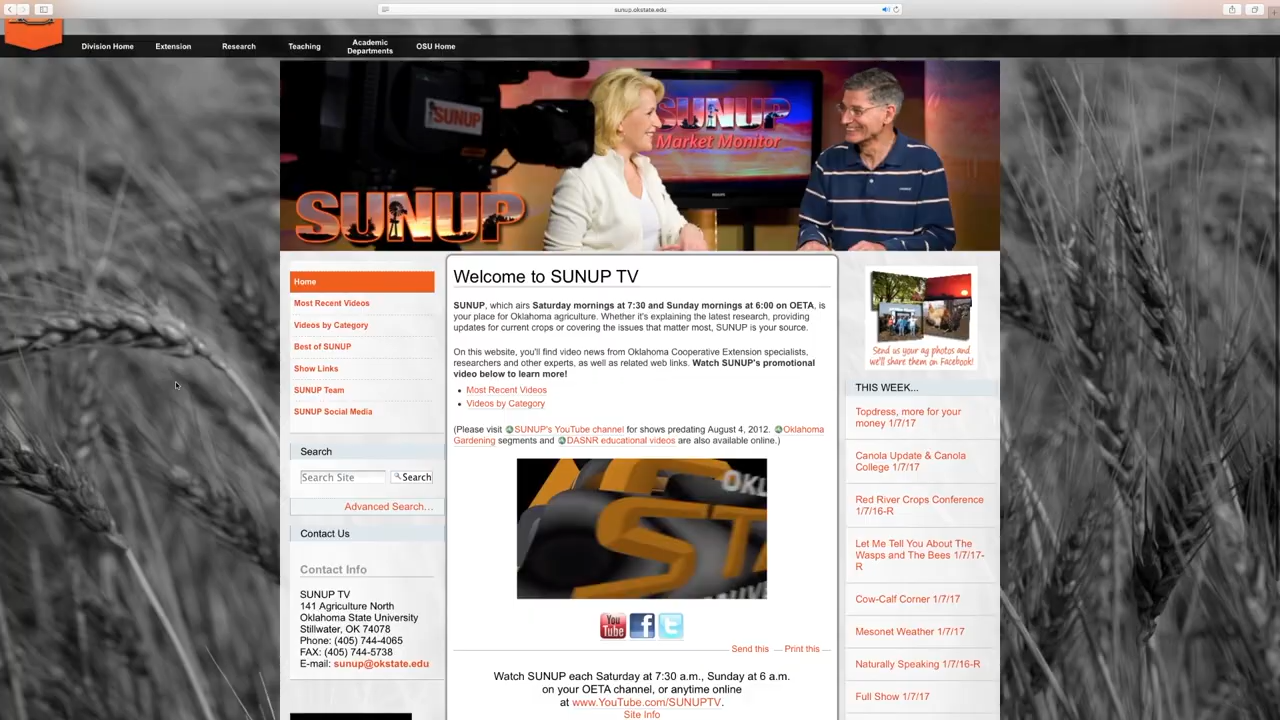 sunup.okstate.edu
Division Home
Extension
Research
Teaching
Academic
Departments
OSU Home
SUNUP
SUNUP
Market Monitor
SUNUP
Home
Most Recent Videos
Videos by Category
Best of SUNUP
Show Links
SUNUP Team
SUNUP Social Media
Search
Search Site
Search
Advanced Search…
Contact Us
Contact Info
SUNUP TV
141 Agriculture North
Oklahoma State University
Stillwater, OK 74078
Phone: (405) 744-4065
FAX: (405) 744-5738
E-mail: sunup@okstate.edu
Welcome to SUNUP TV
SUNUP, which airs Saturday mornings at 7:30 and Sunday mornings at 6:00 on OETA, is
your place for Oklahoma agriculture. Whether it's explaining the latest research, providing
updates for current crops or covering the issues that matter most, SUNUP is your source.
On this website, you'll find video news from Oklahoma Cooperative Extension specialists,
researchers and other experts, as well as related web links. Watch SUNUP's promotional
video below to learn more!
Most Recent Videos
Videos by Category
(Please visit SUNUP's YouTube channel for shows predating August 4, 2012. Oklahoma
Gardening segments and DASNR educational videos are also available online.)
OKL
ST
You
Tube
Send this — Print this —
Watch SUNUP each Saturday at 7:30 a.m., Sunday at 6 a.m.
on your OETA channel, or anytime online
at www.YouTube.com/SUNUPTV.
Site Info
Send us your ag photos and
we'll share them on Facebook!
THIS WEEK...
Topdress, more for your
money 1/7/17
Canola Update & Canola
College 1/7/17
Red River Crops Conference
1/7/16-R
Let Me Tell You About The
Wasps and The Bees 1/7/17-
R
Cow-Calf Corner 1/7/17
Mesonet Weather 1/7/17
Naturally Speaking 1/7/16-R
Full Show 1/7/17